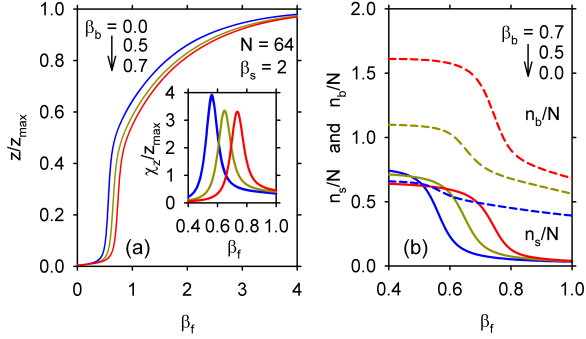 β_b = 0.0
0.5
0.7
N = 64
β_s = 2
z/z_max
1.0
0.8
0.6
0.4
0.2
0.0
0
1
2
3
4
β_f
(a)
χ_z/z_max
4
3
2
1
0
0.4
0.6
0.8
1.0
β_f
β_b = 0.7
0.5
0.0
n_b/N
n_s/N
n_s/N and n_b/N
2.0
1.5
1.0
0.5
0.0
0.4
0.6
0.8
1.0
β_f
(b)